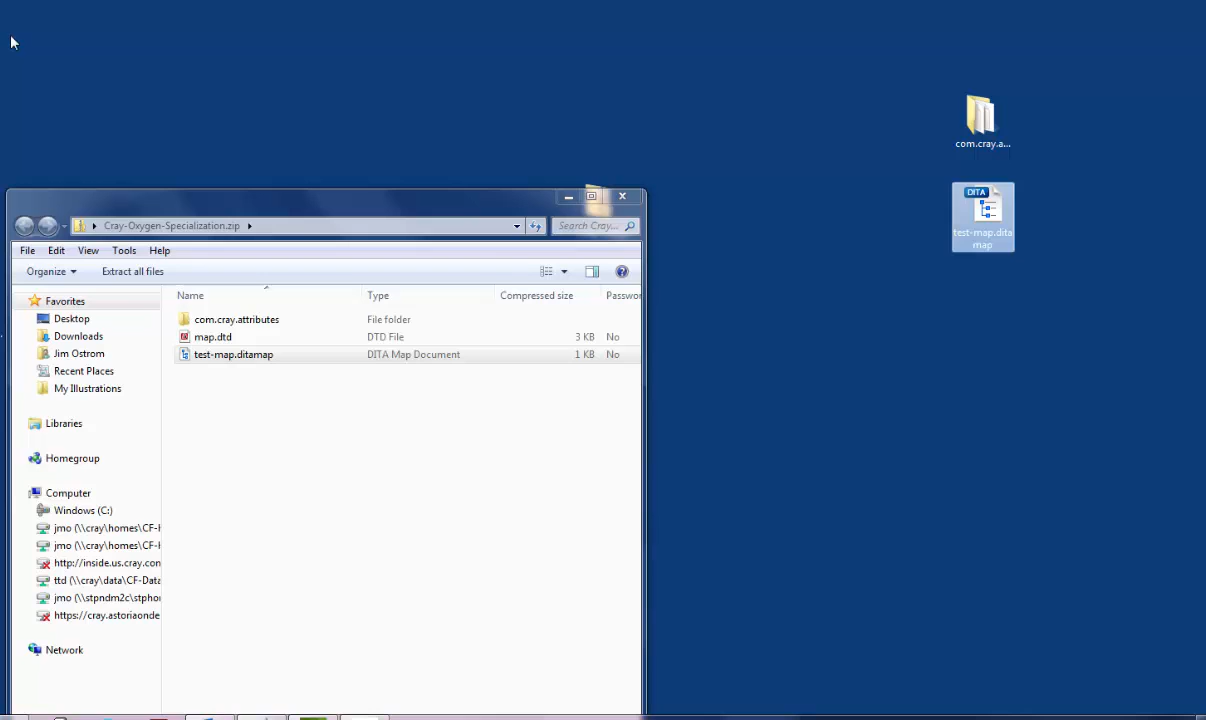 com.cray.a...
DITA
test-map.dita
map
Cray-Oxygen-Specialization.zip
Search Cray...
File Edit View Tools Help
Organize Extract all files
Name Type Compressed size Passwor
Favorites
com.cray.attributes File folder
Desktop
map.dtd DTD File 3 KB No
Downloads
test-map.ditamap DITA Map Document 1 KB No
Jim Ostrom
Recent Places
My Illustrations
Libraries
Homegroup
Computer
Windows (C:)
jmo (\\cray\homes\CF-H
jmo (\\cray\homes\CF-H
http://inside.us.cray.con
ttd (\\cray\data\CF-Data
jmo (\\stpndm2c\stphor
https://cray.astoriaonde
Network